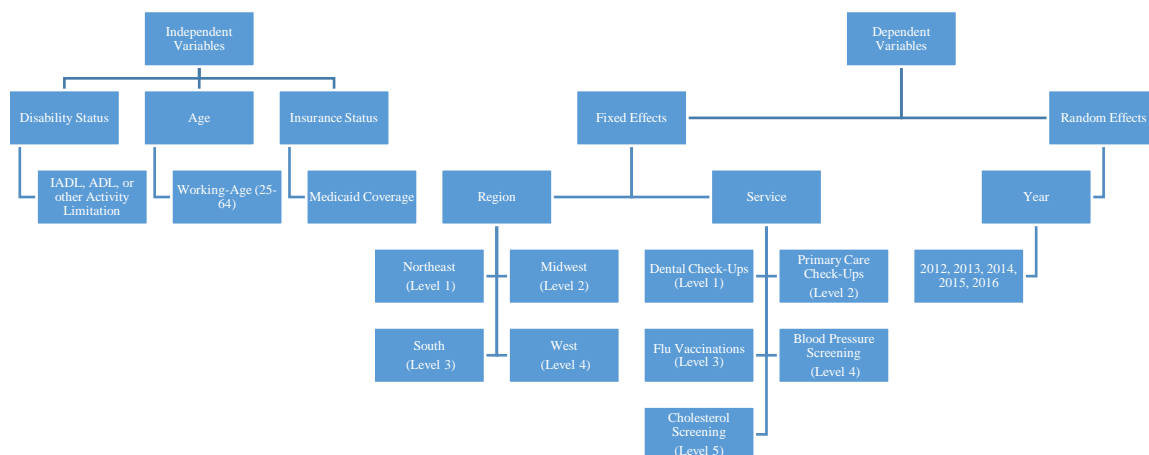 Independent
Variables
Dependent
Variables
Disability Status
Age
Insurance Status
Fixed Effects
Random Effects
IADL, ADL, or
other Activity
Limitation
Working-Age (25-
64)
Medicaid Coverage
Region
Service
Year
Northeast
(Level 1)
Midwest
(Level 2)
Dental Check-Ups
(Level 1)
Primary Care
Check-Ups
(Level 2)
2012, 2013, 2014,
2015, 2016
South
(Level 3)
West
(Level 4)
Flu Vaccinations
(Level 3)
Blood Pressure
Screening
(Level 4)
Cholesterol
Screening
(Level 5)